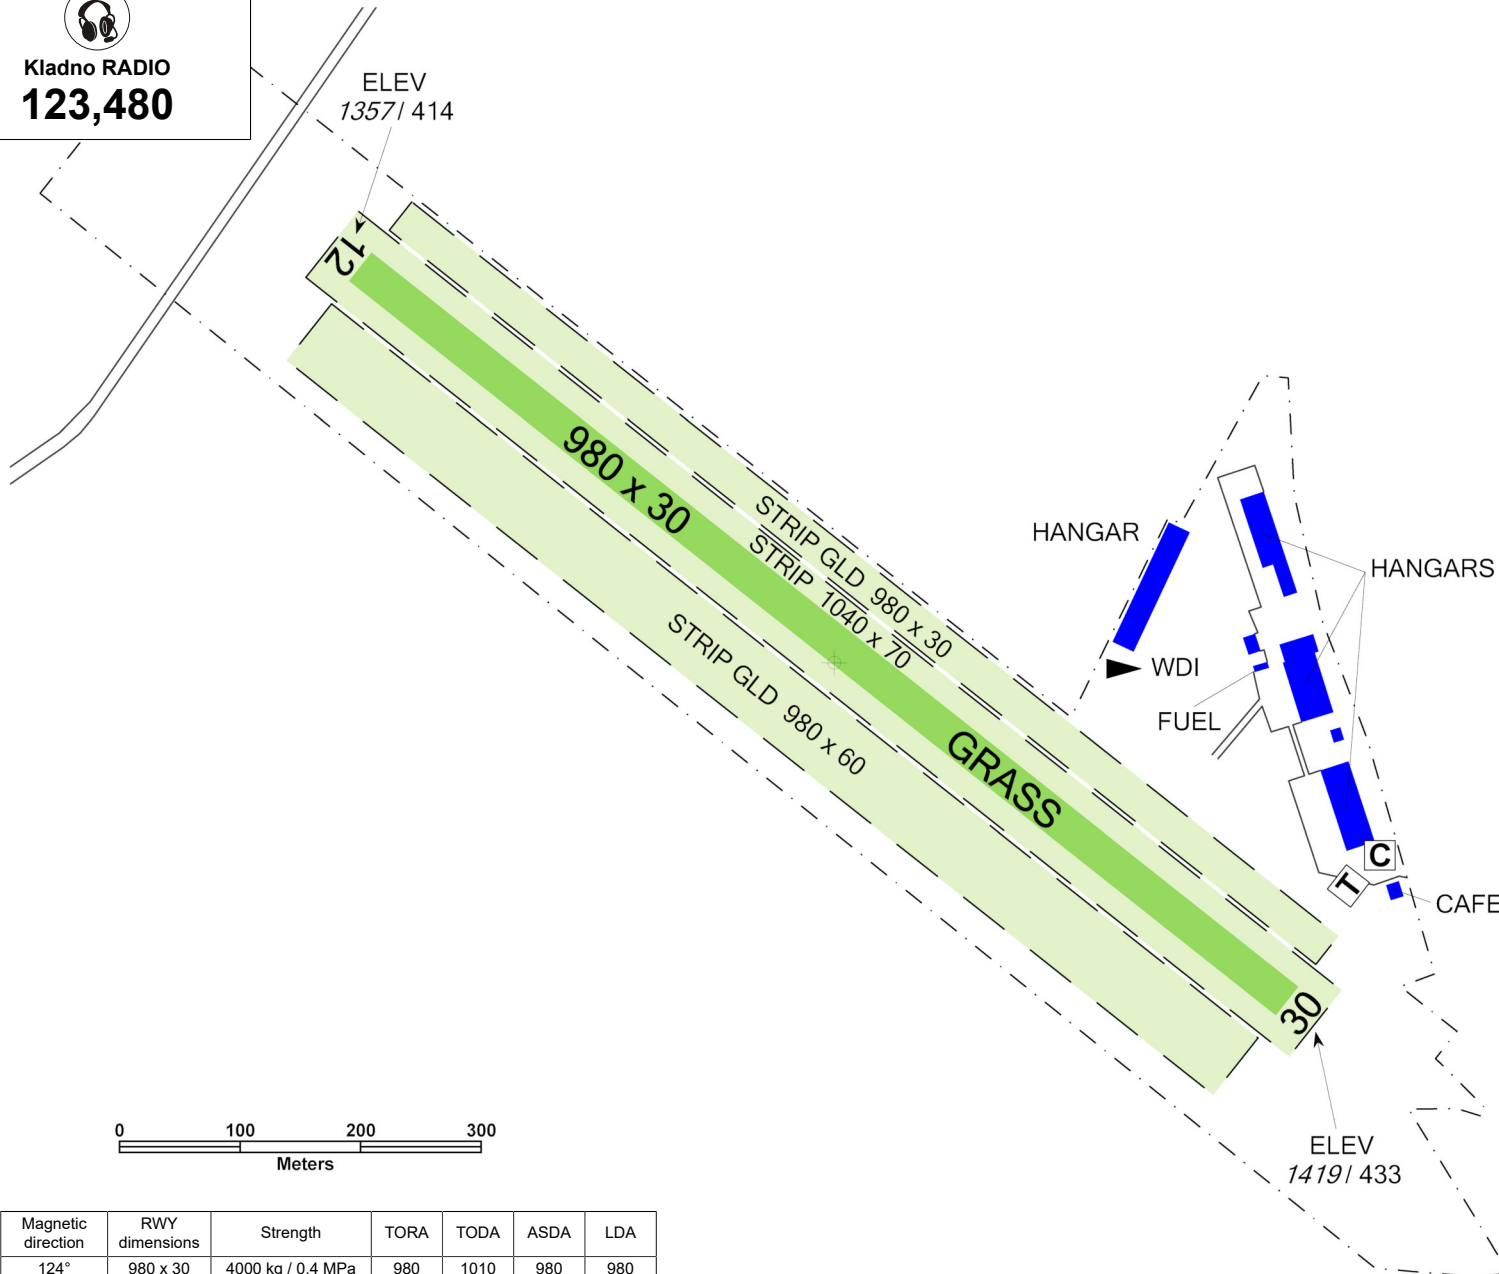 Kladno RADIO
123,480
ELEV
1357/ 414
12
980 x 30
GRASS
30
STRIP GLD 980 x 30
STRIP 1040 x 70
STRIP GLD 980 x 60
HANGAR
HANGARS
WDI
FUEL
C
T
CAFE
ELEV
1419/ 433
0 100 200 300
Meters
Magnetic direction RWY dimensions Strength TORA TODA ASDA LDA
124° 980 x 30 4000 kg / 0.4 MPa 980 1010 980 980